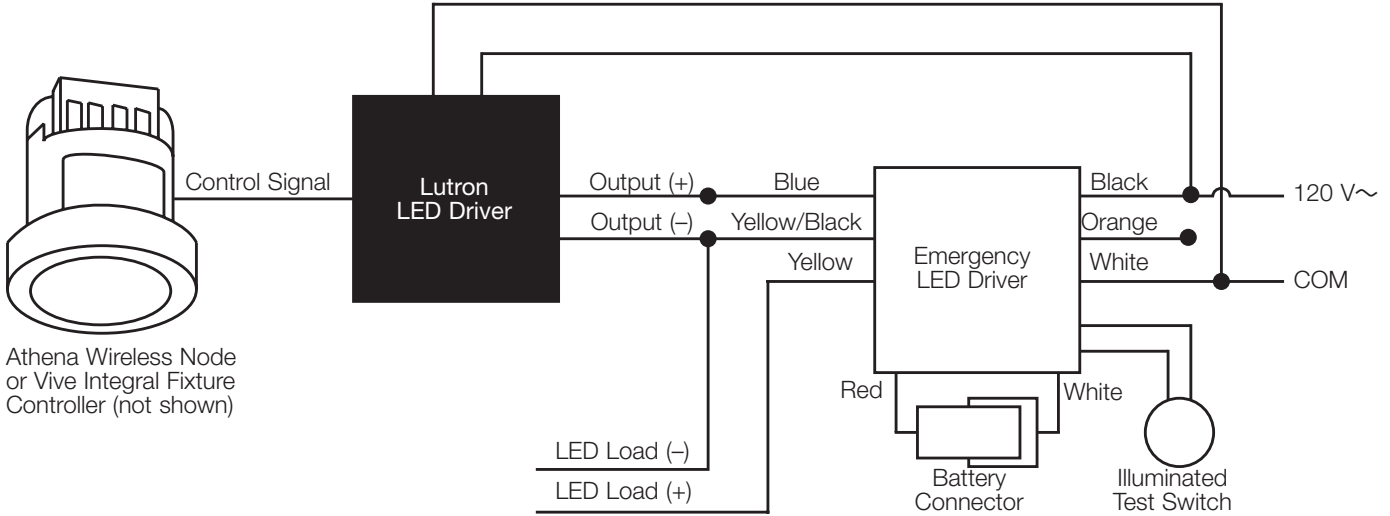 Control Signal
Lutron
LED Driver
Output (+)
Blue
Output (–)
Yellow/Black
Yellow
Emergency
LED Driver
Black
120 V~
Orange
White
COM
Athena Wireless Node
or Vive Integral Fixture
Controller (not shown)
Red
White
LED Load (–)
LED Load (+)
Battery
Connector
Illuminated
Test Switch